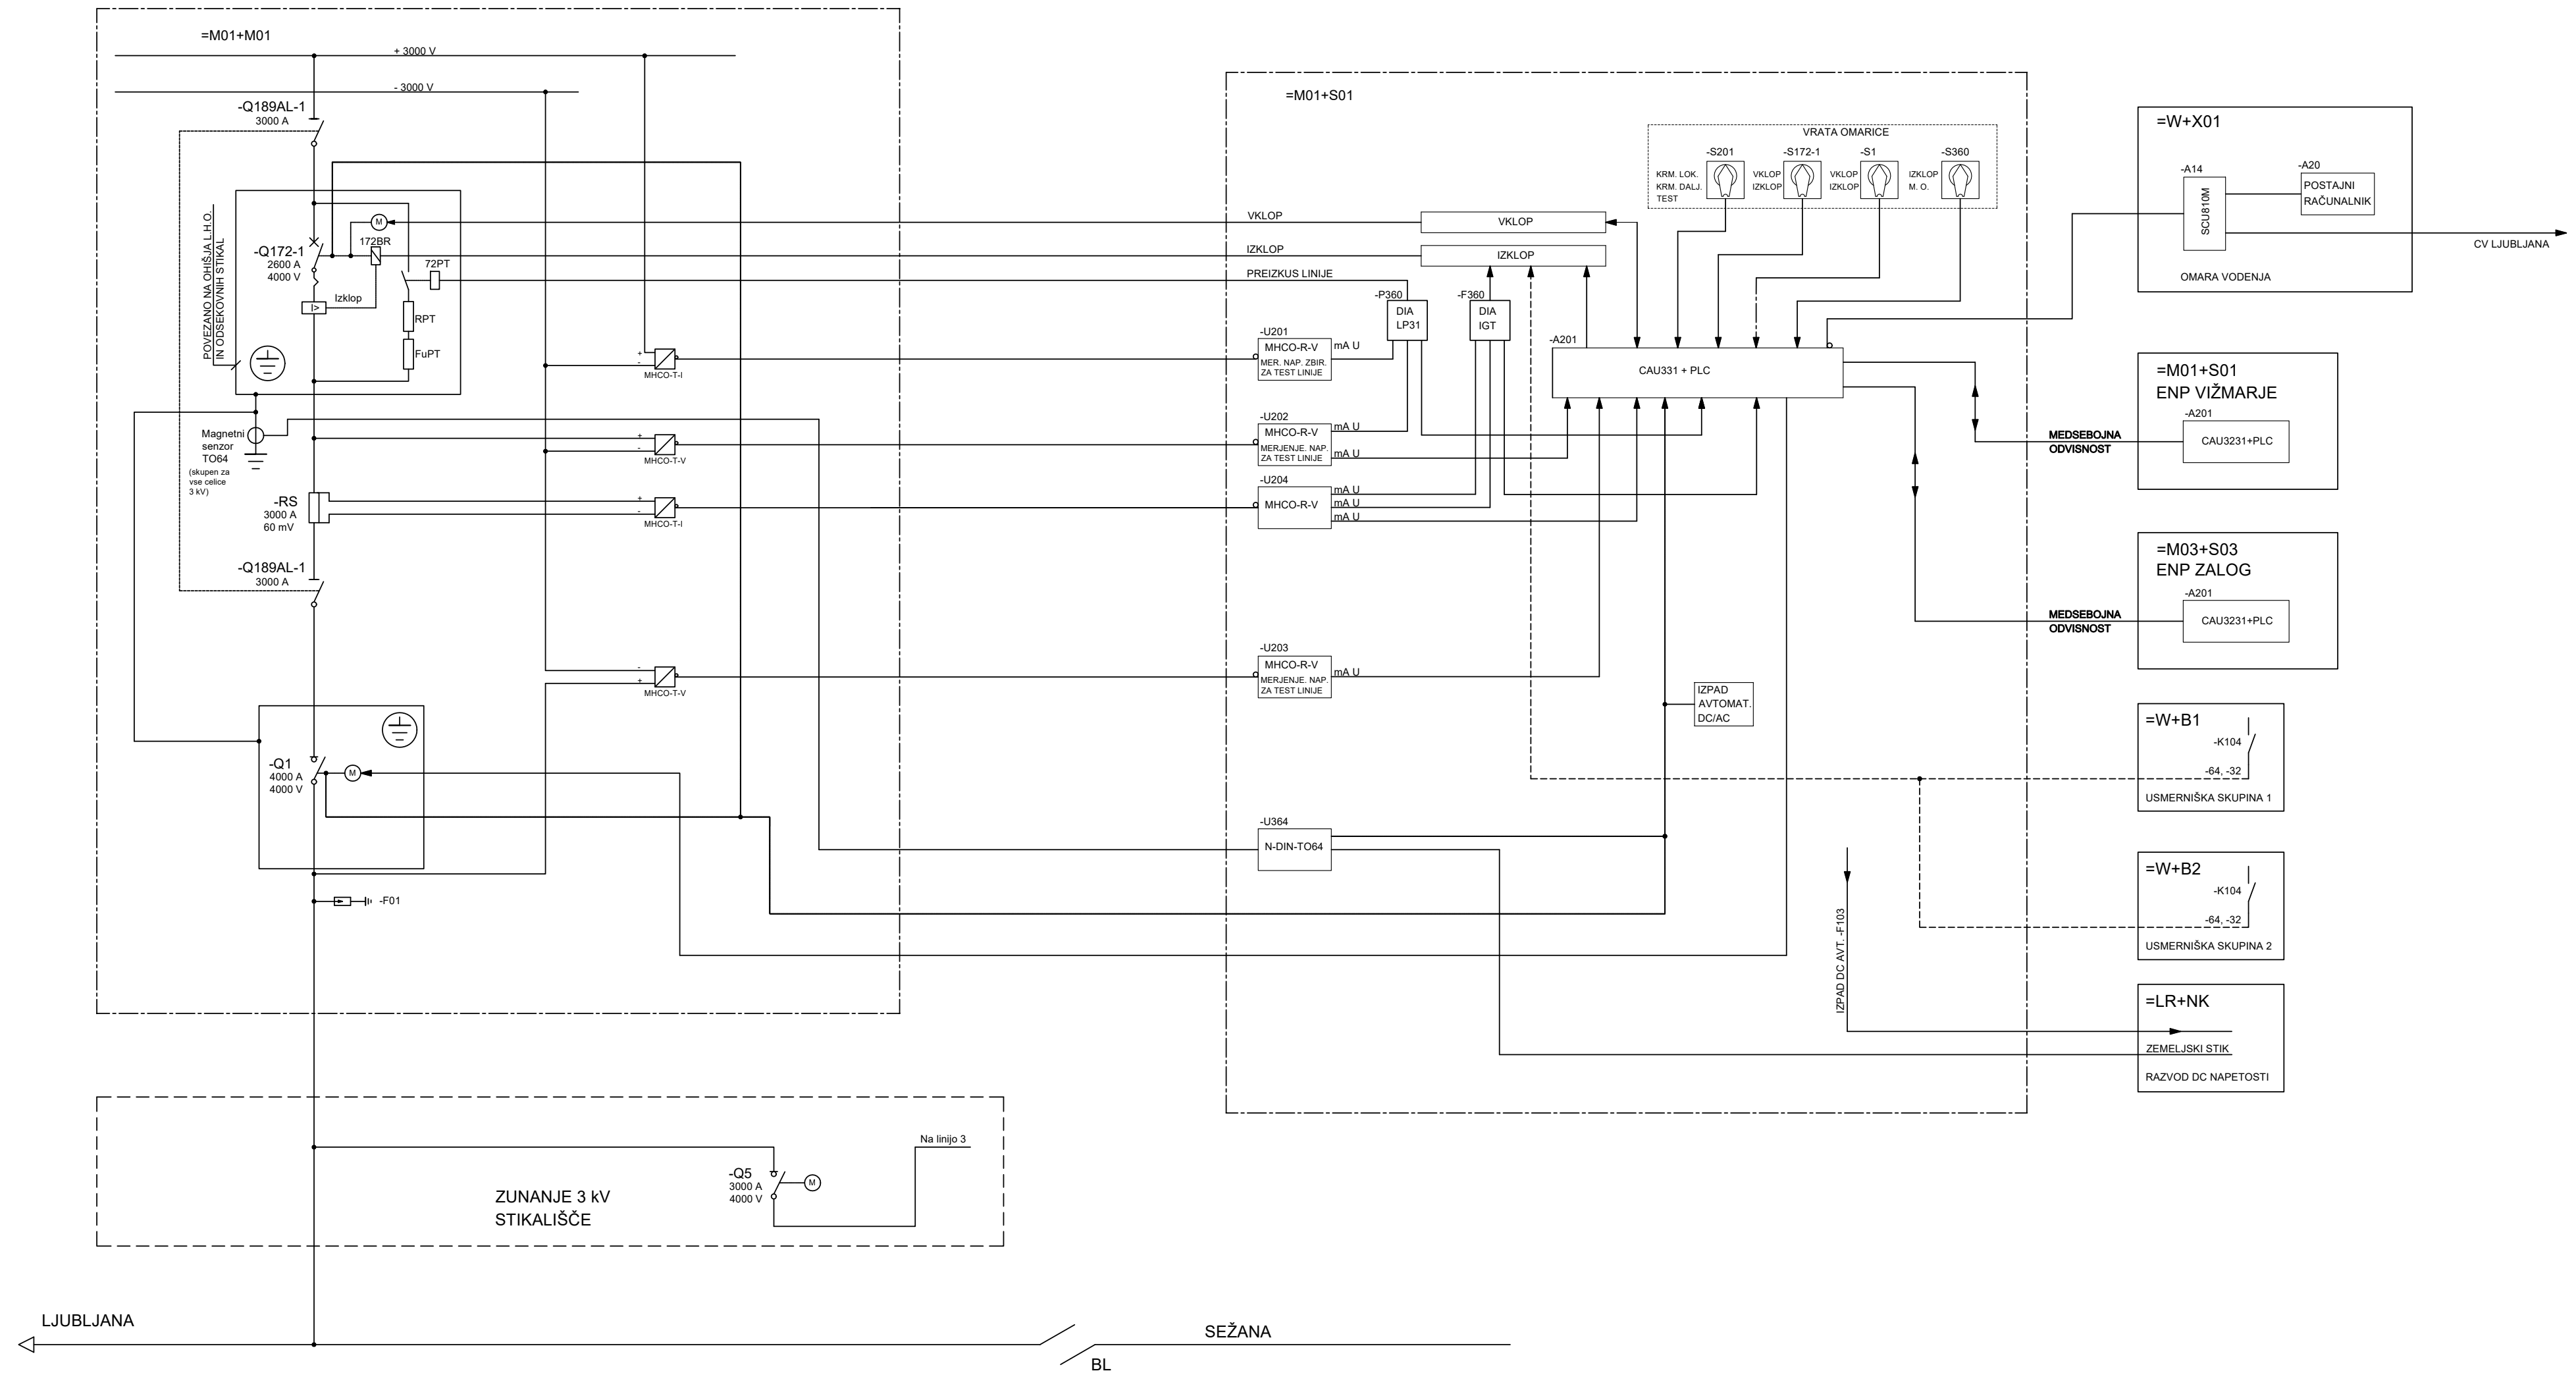 =M01+M01
+ 3000 V
- 3000 V
-Q189AL-1
3000 A
POVEZANO NA OHIŠJA L.H.O.
IN ODSEKOVNIH STIKAL
-Q172-1
2600 A
4000 V
M
172BR
72PT
Izklop
I>
RPT
FuPT
Magnetni
senzor
TO64
(skupen za
vse celice
3 kV)
-RS
3000 A
60 mV
-Q189AL-1
3000 A
+
-
MHCO-T-I
+
-
MHCO-T-V
+
-
MHCO-T-I
-
+
MHCO-T-V
-Q1
4000 A
4000 V
M
-F01
VKLOP
IZKLOP
PREIZKUS LINIJE
=M01+S01
VRATA OMARICE
-S201
KRM. LOK.
KRM. DALJ.
TEST
-S172-1
VKLOP
IZKLOP
-S1
VKLOP
IZKLOP
-S360
IZKLOP
M. O.
VKLOP
IZKLOP
-P360
DIA
LP31
-F360
DIA
IGT
-A201
CAU331 + PLC
-U201
MHCO-R-V
MER. NAP. ZBIR.
ZA TEST LINIJE
mA U
-U202
MHCO-R-V
MERJENJE. NAP.
ZA TEST LINIJE
mA U
mA U
-U204
MHCO-R-V
mA U
mA U
mA U
-U203
MHCO-R-V
MERJENJE. NAP.
ZA TEST LINIJE
mA U
IZPAD
AVTOMAT.
DC/AC
-U364
N-DIN-TO64
IZPAD DC AVT. -F103
=W+X01
-A14
SCU810M
-A20
POSTAJNI
RAČUNALNIK
OMARA VODENJA
CV LJUBLJANA
=M01+S01
ENP VIŽMARJE
-A201
CAU3231+PLC
MEDSEBOJNA
ODVISNOST
=M03+S03
ENP ZALOG
-A201
CAU3231+PLC
MEDSEBOJNA
ODVISNOST
=W+B1
-K104
-64, -32
USMERNIŠKA SKUPINA 1
=W+B2
-K104
-64, -32
USMERNIŠKA SKUPINA 2
=LR+NK
ZEMELJSKI STIK
RAZVOD DC NAPETOSTI
Na linijo 3
-Q5
3000 A
4000 V
M
ZUNANJE 3 kV
STIKALIŠČE
LJUBLJANA
SEŽANA
BL